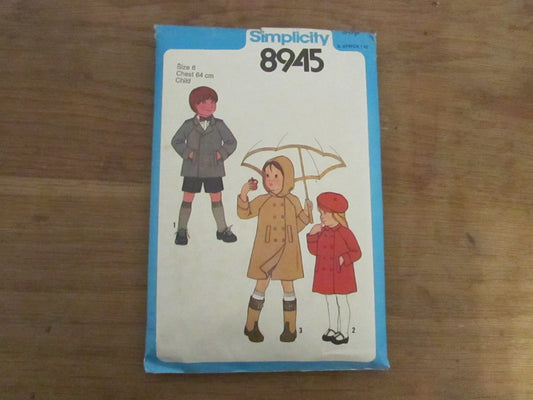 Simplicity
8945
Size 6
Chest 64 cm
Child
1
3
2